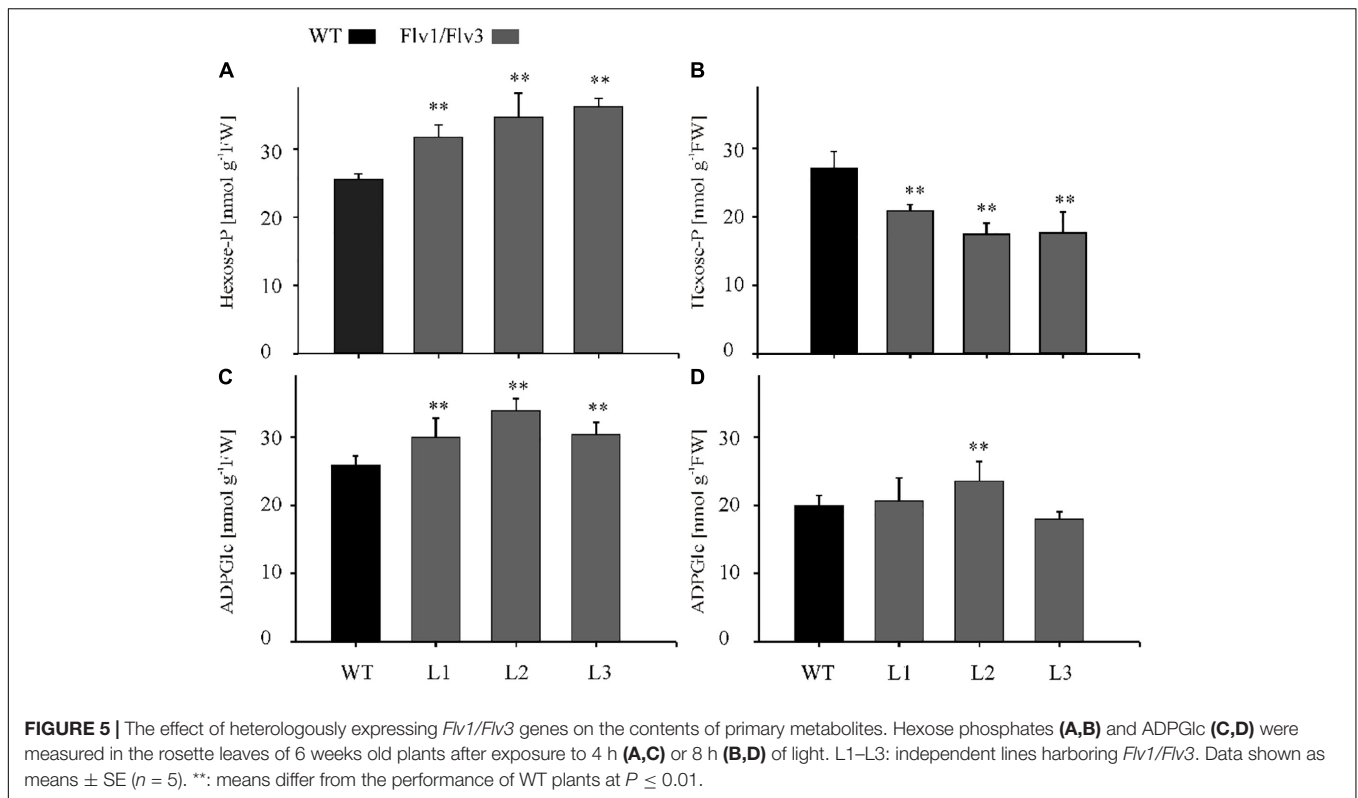 WT Flv1/Flv3
A
**
**
**
Hexose-P [nmol g⁻¹FW]
30
20
10
0
B
**
**
**
Hexose-P [nmol g⁻¹FW]
30
20
10
0
C
**
**
**
ADPGlc [nmol g⁻¹FW]
30
20
10
0
WT L1 L2 L3
D
**
ADPGlc [nmol g⁻¹FW]
30
20
10
0
WT L1 L2 L3
FIGURE 5 | The effect of heterologously expressing Flv1/Flv3 genes on the contents of primary metabolites. Hexose phosphates (A,B) and ADPGlc (C,D) were
measured in the rosette leaves of 6 weeks old plants after exposure to 4 h (A,C) or 8 h (B,D) of light. L1–L3: independent lines harboring Flv1/Flv3. Data shown as
means ± SE (n = 5). **: means differ from the performance of WT plants at P ≤ 0.01.